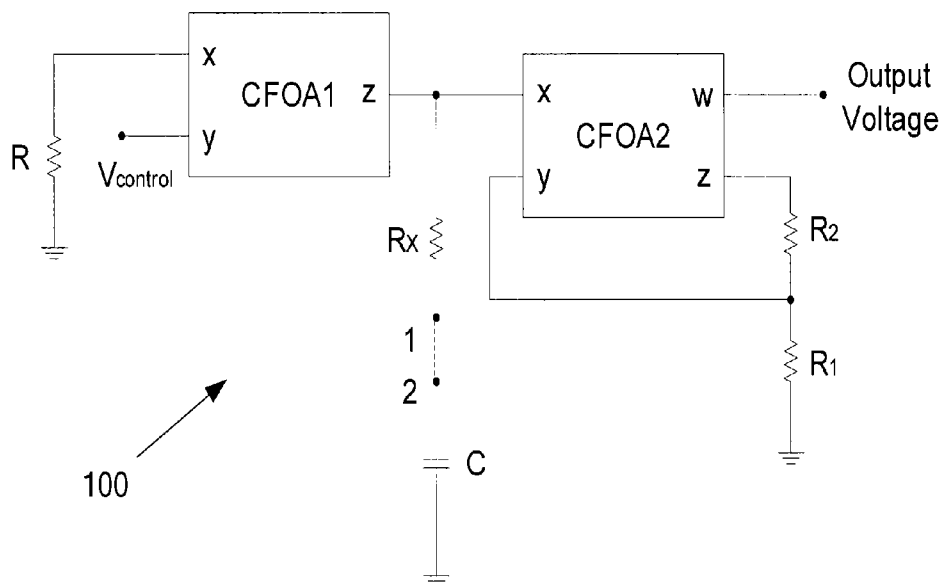 x
CFOA1
z
y
R
Vcontrol
x
w
CFOA2
y
z
Output
Voltage
Rx
R2
1
2
R1
100
C